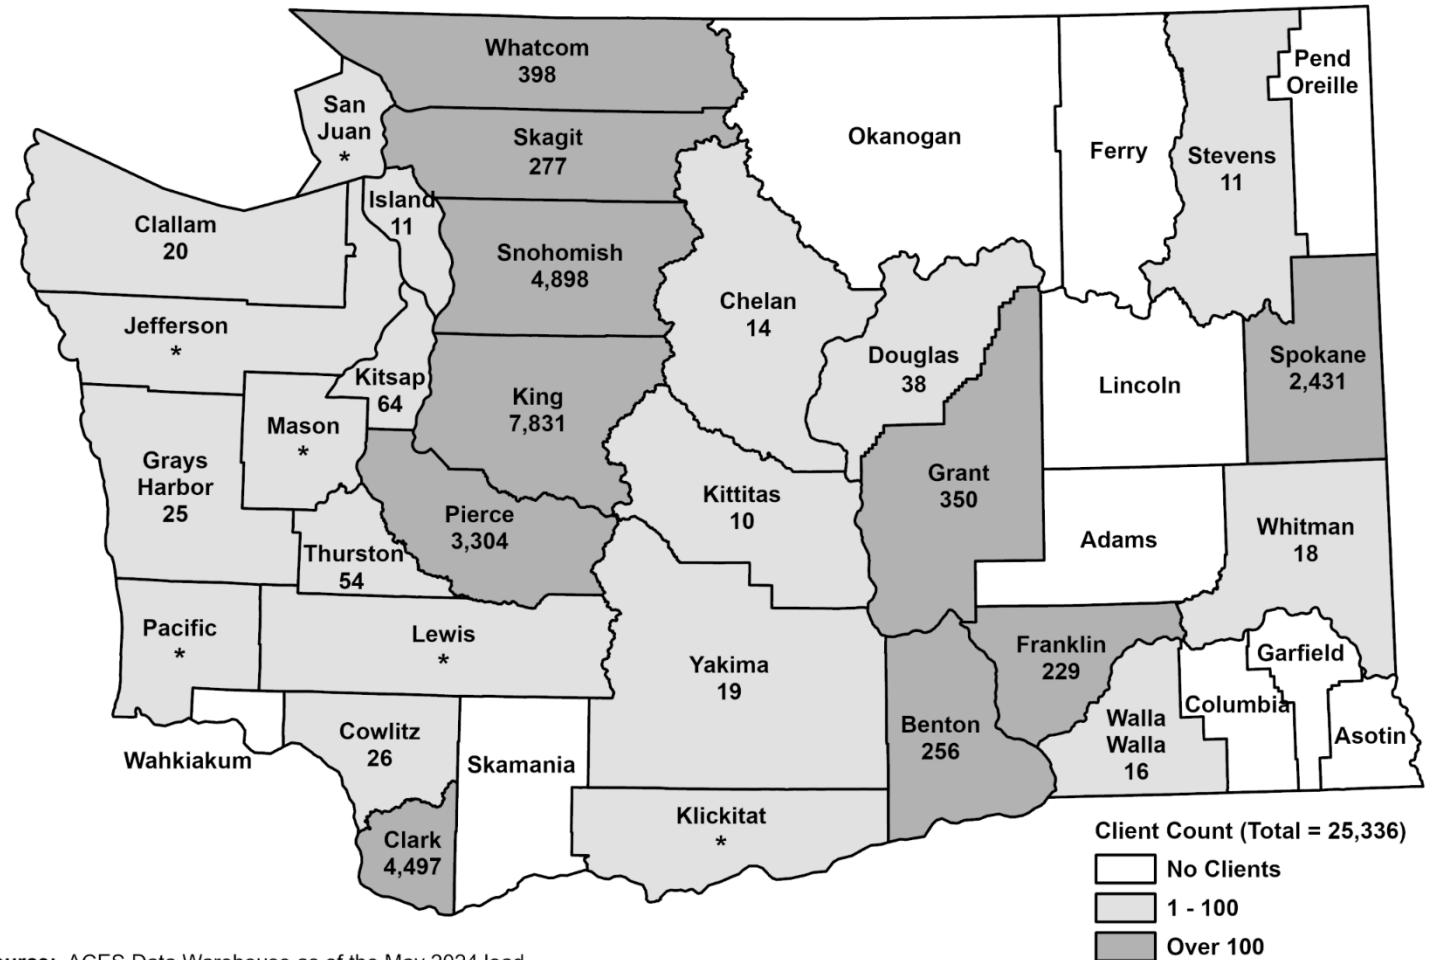 Whatcom
398
Pend
Oreille
San
Juan
*
Skagit
277
Okanogan
Ferry
Stevens
11
Island
11
Clallam
20
Snohomish
4,898
Chelan
14
Jefferson
*
Douglas
38
Spokane
2,431
Lincoln
Kitsap
64
King
7,831
Mason
*
Grays
Harbor
25
Grant
350
Kittitas
10
Pierce
3,304
Adams
Whitman
18
Thurston
54
Pacific
*
Lewis
*
Yakima
19
Franklin
229
Garfield
Columbia
Asotin
Walla
Walla
16
Benton
256
Cowlitz
26
Wahkiakum
Skamania
Klickitat
*
Clark
4,497
Client Count (Total = 25,336)
No Clients
1 - 100
Over 100
ACES Data Warehouse as of the May 2024 load